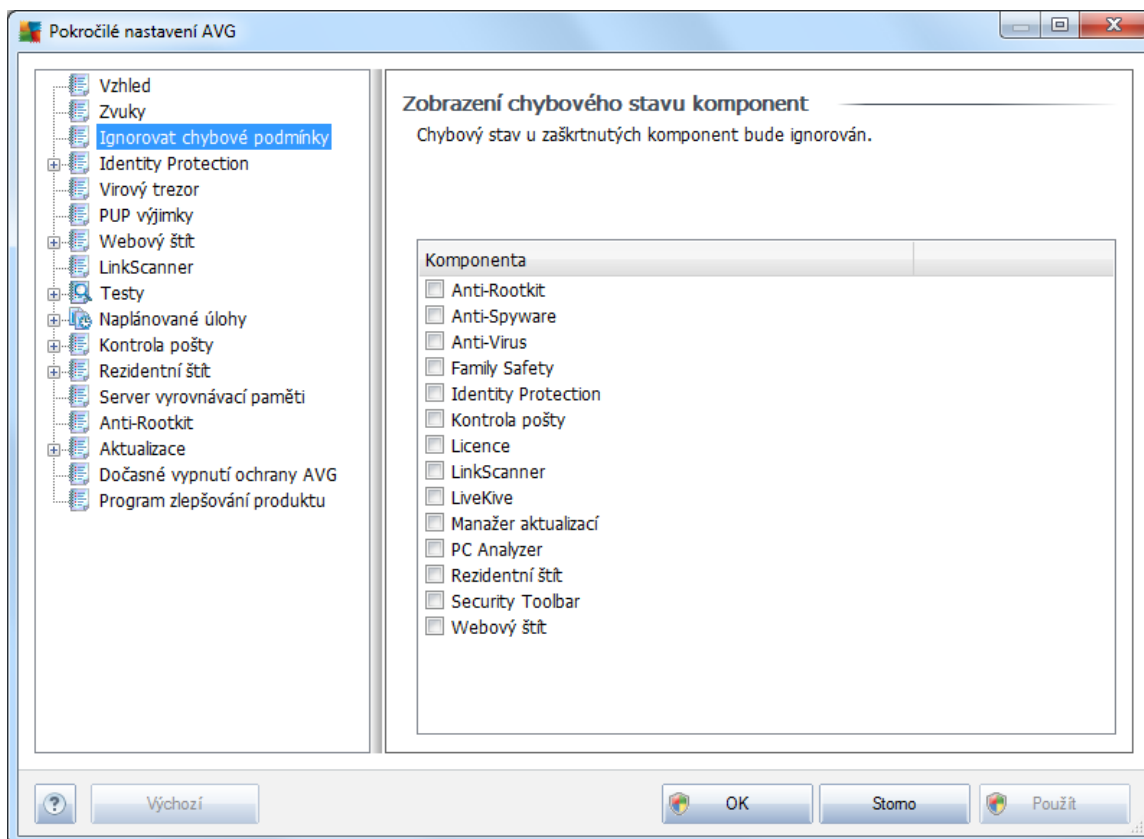 Pokročilé nastavení AVG
Vzhled
Zvuky
Ignorovat chybové podmínky
Identity Protection
Virový trezor
PUP výjimky
Webový štít
LinkScanner
Testy
Naplánované úlohy
Kontrola pošty
Rezidentní štít
Server vyrovnávací paměti
Anti-Rootkit
Aktualizace
Dočasné vypnutí ochrany AVG
Program zlepšování produktu
Zobrazení chybového stavu komponent
Chybový stav u zaškrtnutých komponent bude ignorován.
Komponenta
Anti-Rootkit
Anti-Spyware
Anti-Virus
Family Safety
Identity Protection
Kontrola pošty
Licence
LinkScanner
LiveKive
Manažer aktualizací
PC Analyzer
Rezidentní štít
Security Toolbar
Webový štít
?
Výchozí
OK
Storno
Použít